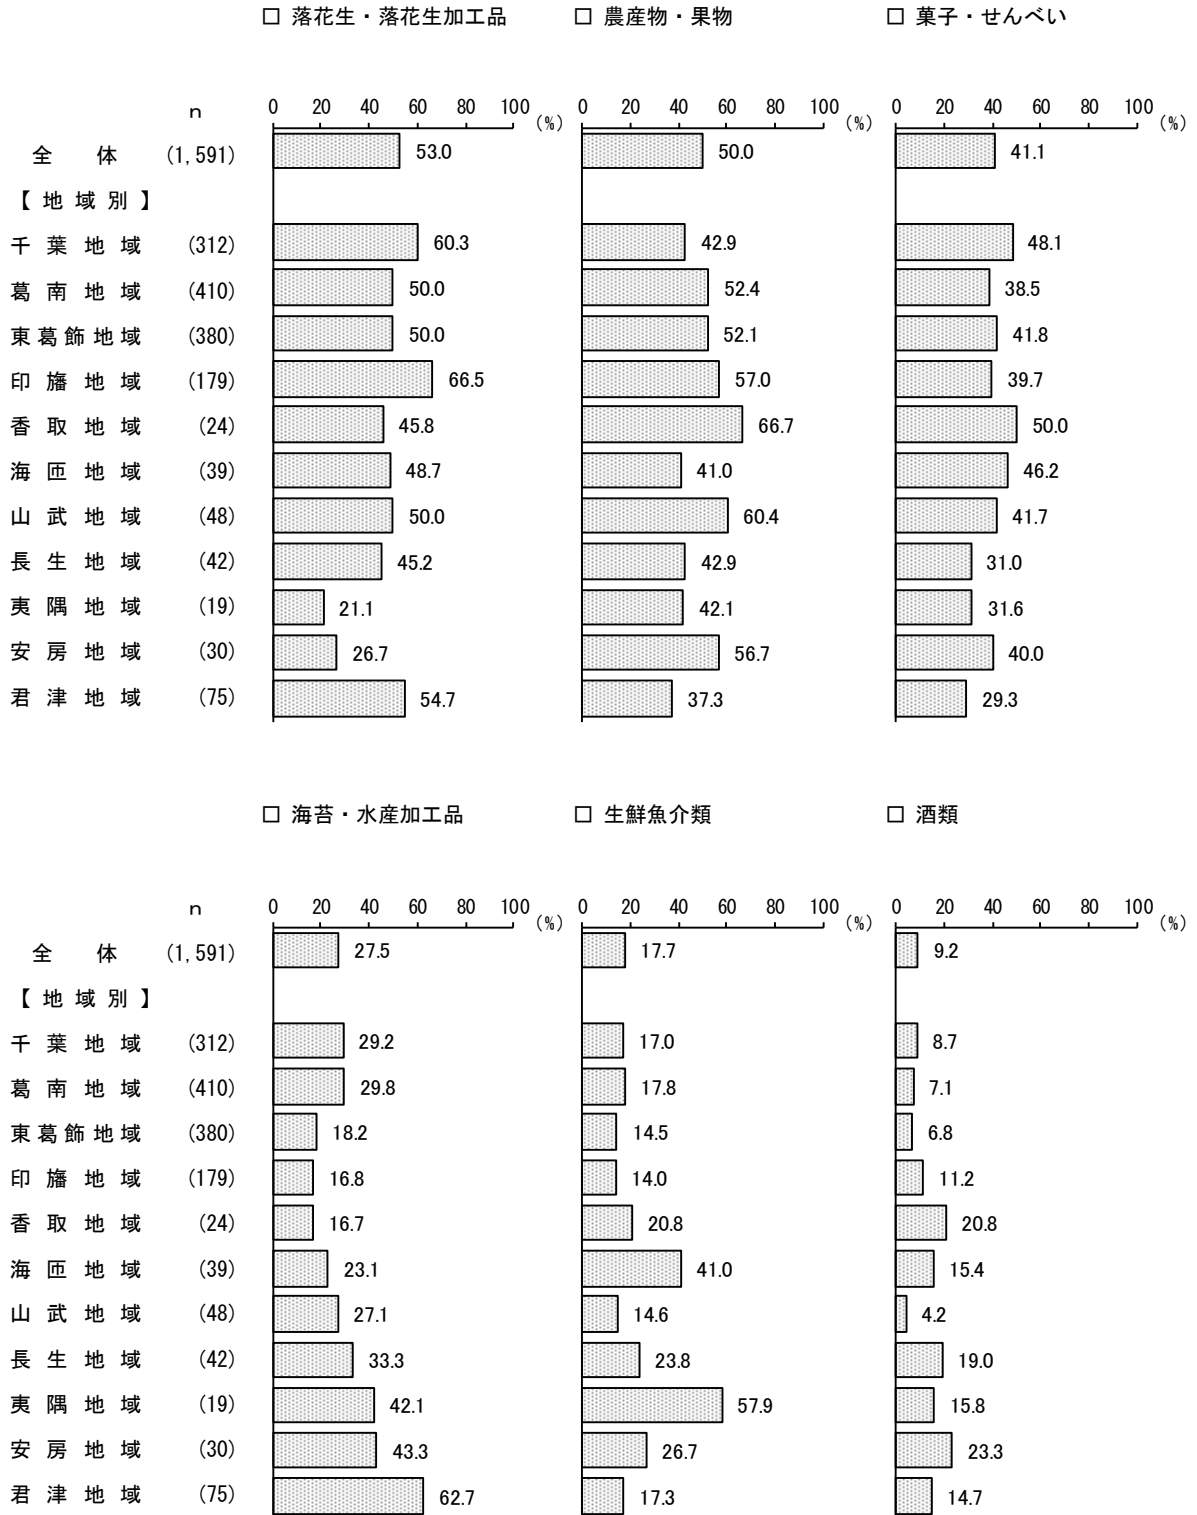 □ 落花生・落花生加工品 □ 農産物・果物 □ 菓子・せんべい
n 0 20 40 60 80 100 (%) 0 20 40 60 80 100 (%) 0 20 40 60 80 100 (%)
全 体 (1,591) 53.0 50.0 41.1
【 地 域 別 】
千 葉 地 域 (312) 60.3 42.9 48.1
葛 南 地 域 (410) 50.0 52.4 38.5
東 葛 飾 地 域 (380) 50.0 52.1 41.8
印 旛 地 域 (179) 66.5 57.0 39.7
香 取 地 域 (24) 45.8 66.7 50.0
海 匝 地 域 (39) 48.7 41.0 46.2
山 武 地 域 (48) 50.0 60.4 41.7
長 生 地 域 (42) 45.2 42.9 31.0
夷 隅 地 域 (19) 21.1 42.1 31.6
安 房 地 域 (30) 26.7 56.7 40.0
君 津 地 域 (75) 54.7 37.3 29.3
□ 海苔・水産加工品 □ 生鮮魚介類 □ 酒類
n 0 20 40 60 80 100 (%) 0 20 40 60 80 100 (%) 0 20 40 60 80 100 (%)
全 体 (1,591) 27.5 17.7 9.2
【 地 域 別 】
千 葉 地 域 (312) 29.2 17.0 8.7
葛 南 地 域 (410) 29.8 17.8 7.1
東 葛 飾 地 域 (380) 18.2 14.5 6.8
印 旛 地 域 (179) 16.8 14.0 11.2
香 取 地 域 (24) 16.7 20.8 20.8
海 匝 地 域 (39) 23.1 41.0 15.4
山 武 地 域 (48) 27.1 14.6 4.2
長 生 地 域 (42) 33.3 23.8 19.0
夷 隅 地 域 (19) 42.1 57.9 15.8
安 房 地 域 (30) 43.3 26.7 23.3
君 津 地 域 (75) 62.7 17.3 14.7